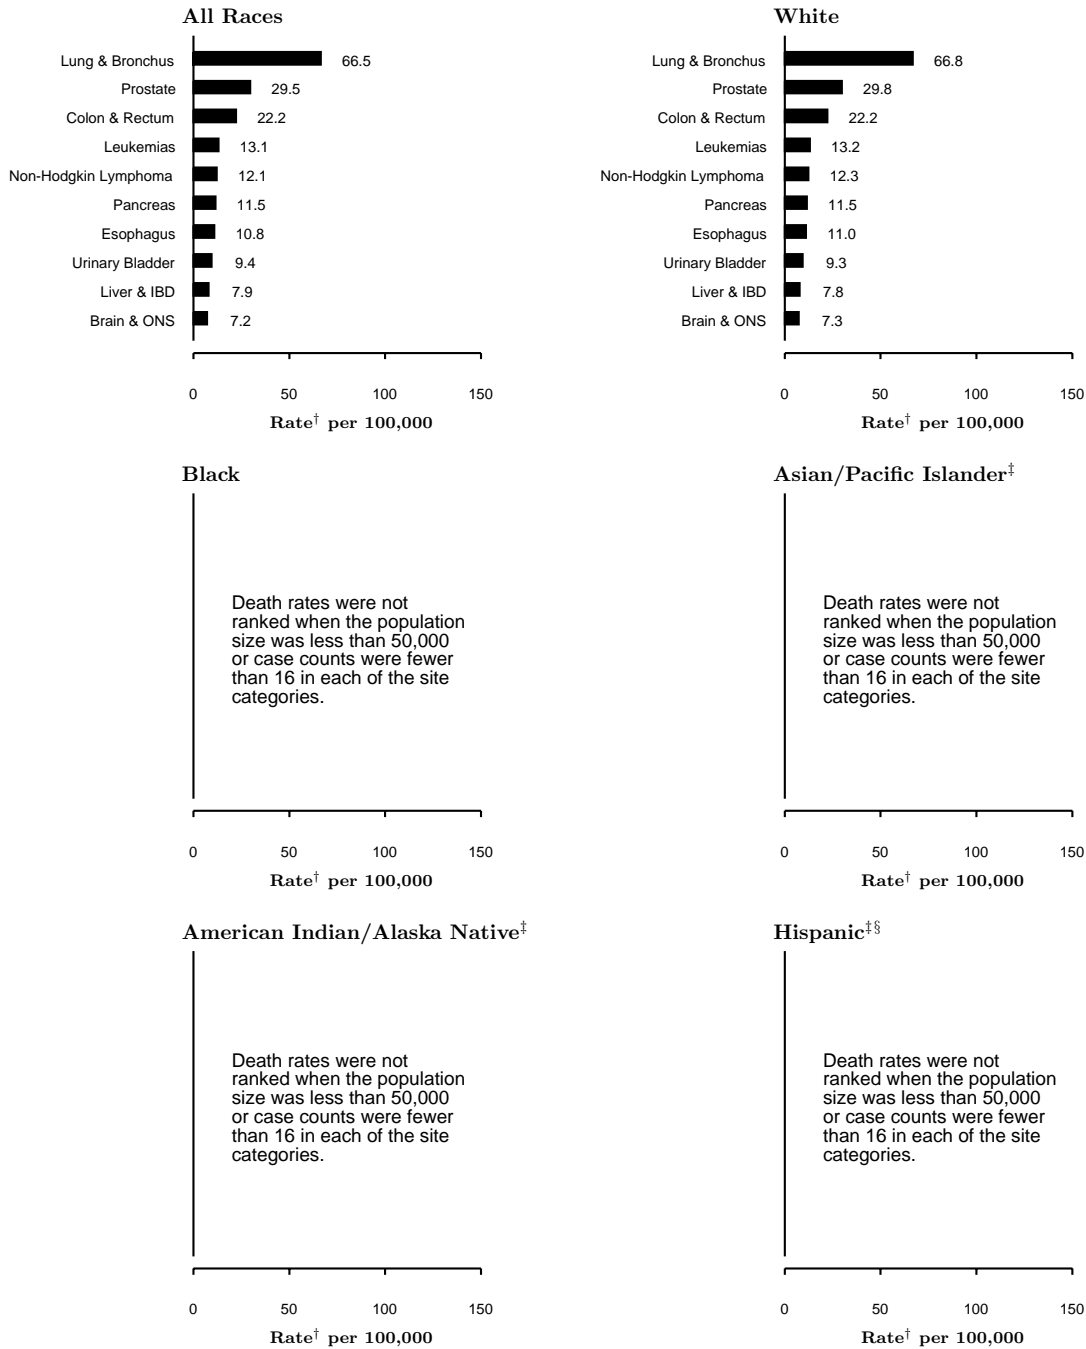 All Races
Lung & Bronchus 66.5
Prostate 29.5
Colon & Rectum 22.2
Leukemias 13.1
Non-Hodgkin Lymphoma 12.1
Pancreas 11.5
Esophagus 10.8
Urinary Bladder 9.4
Liver & IBD 7.9
Brain & ONS 7.2
0 50 100 150
Rate† per 100,000
White
Lung & Bronchus 66.8
Prostate 29.8
Colon & Rectum 22.2
Leukemias 13.2
Non-Hodgkin Lymphoma 12.3
Pancreas 11.5
Esophagus 11.0
Urinary Bladder 9.3
Liver & IBD 7.8
Brain & ONS 7.3
0 50 100 150
Rate† per 100,000
Black
Death rates were not
ranked when the population
size was less than 50,000
or case counts were fewer
than 16 in each of the site
categories.
0 50 100 150
Rate† per 100,000
Asian/Pacific Islander‡
Death rates were not
ranked when the population
size was less than 50,000
or case counts were fewer
than 16 in each of the site
categories.
0 50 100 150
Rate† per 100,000
American Indian/Alaska Native‡
Death rates were not
ranked when the population
size was less than 50,000
or case counts were fewer
than 16 in each of the site
categories.
0 50 100 150
Rate† per 100,000
Hispanic‡§
Death rates were not
ranked when the population
size was less than 50,000
or case counts were fewer
than 16 in each of the site
categories.
0 50 100 150
Rate† per 100,000